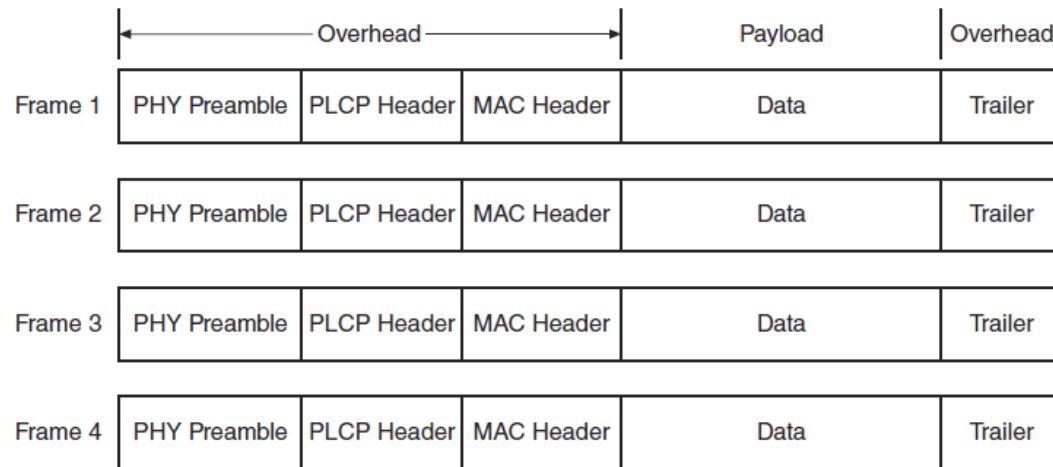 Overhead Payload Overhead
Frame 1 PHY Preamble PLCP Header MAC Header Data Trailer
Frame 2 PHY Preamble PLCP Header MAC Header Data Trailer
Frame 3 PHY Preamble PLCP Header MAC Header Data Trailer
Frame 4 PHY Preamble PLCP Header MAC Header Data Trailer